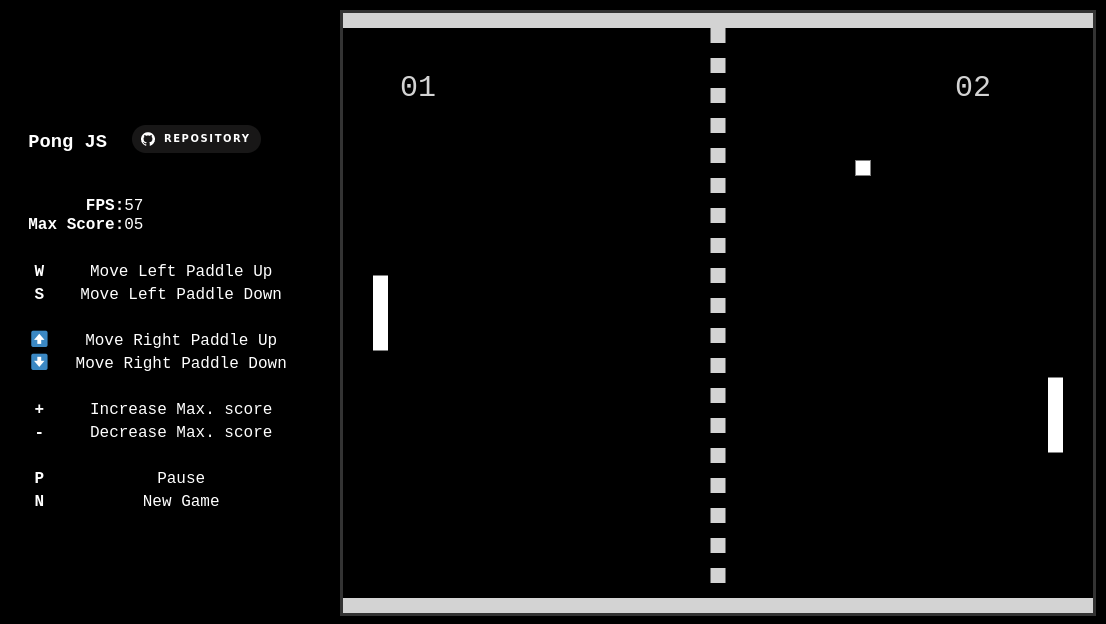 Pong JS REPOSITORY
FPS:57
Max Score:05
W Move Left Paddle Up
S Move Left Paddle Down
⬆ Move Right Paddle Up
⬇ Move Right Paddle Down
+ Increase Max. score
- Decrease Max. score
P Pause
N New Game
01 02